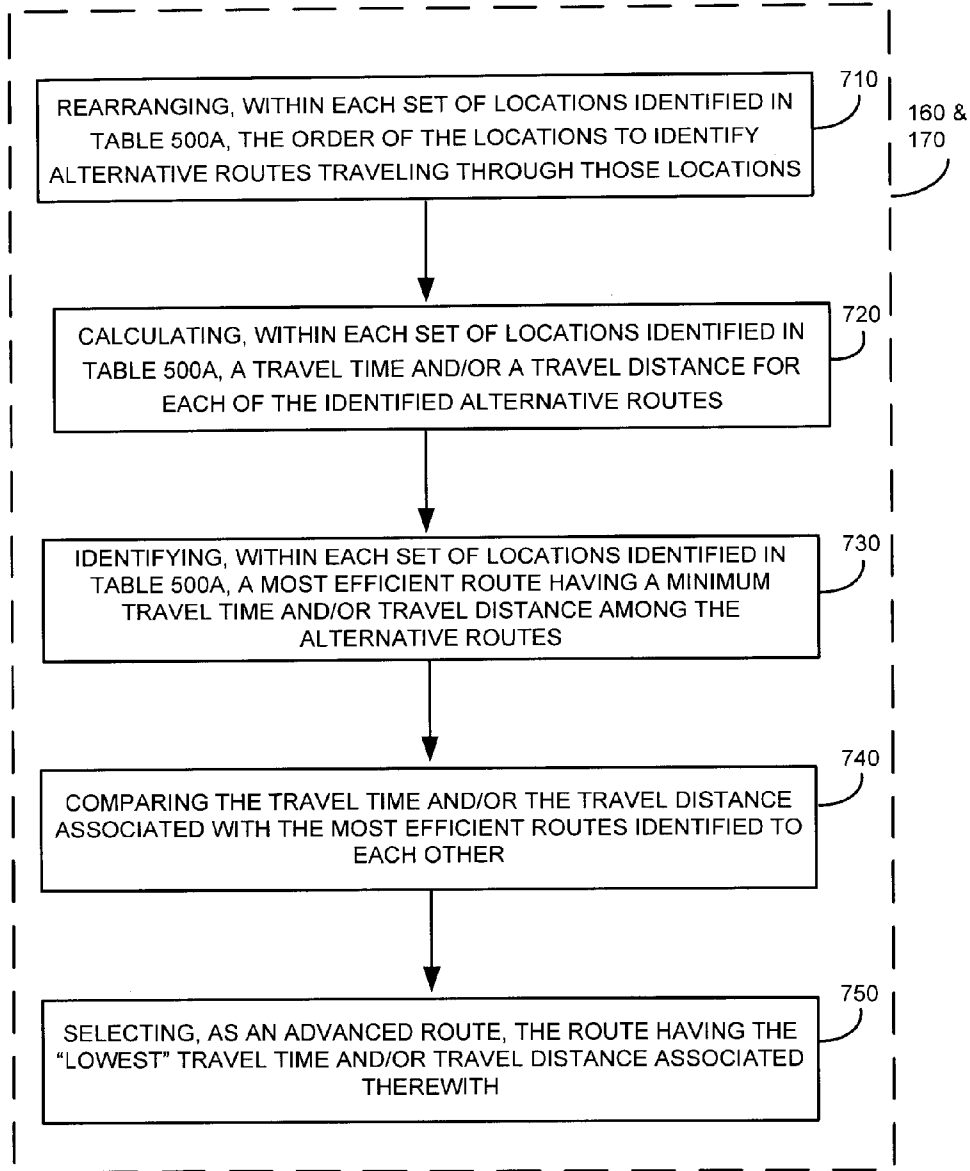 710
REARRANGING, WITHIN EACH SET OF LOCATIONS IDENTIFIED IN
TABLE 500A, THE ORDER OF THE LOCATIONS TO IDENTIFY
ALTERNATIVE ROUTES TRAVELING THROUGH THOSE LOCATIONS
160 &
170
720
CALCULATING, WITHIN EACH SET OF LOCATIONS IDENTIFIED IN
TABLE 500A, A TRAVEL TIME AND/OR A TRAVEL DISTANCE FOR
EACH OF THE IDENTIFIED ALTERNATIVE ROUTES
730
IDENTIFYING, WITHIN EACH SET OF LOCATIONS IDENTIFIED IN
TABLE 500A, A MOST EFFICIENT ROUTE HAVING A MINIMUM
TRAVEL TIME AND/OR TRAVEL DISTANCE AMONG THE
ALTERNATIVE ROUTES
740
COMPARING THE TRAVEL TIME AND/OR THE TRAVEL DISTANCE
ASSOCIATED WITH THE MOST EFFICIENT ROUTES IDENTIFIED TO
EACH OTHER
750
SELECTING, AS AN ADVANCED ROUTE, THE ROUTE HAVING THE
“LOWEST” TRAVEL TIME AND/OR TRAVEL DISTANCE ASSOCIATED
THEREWITH